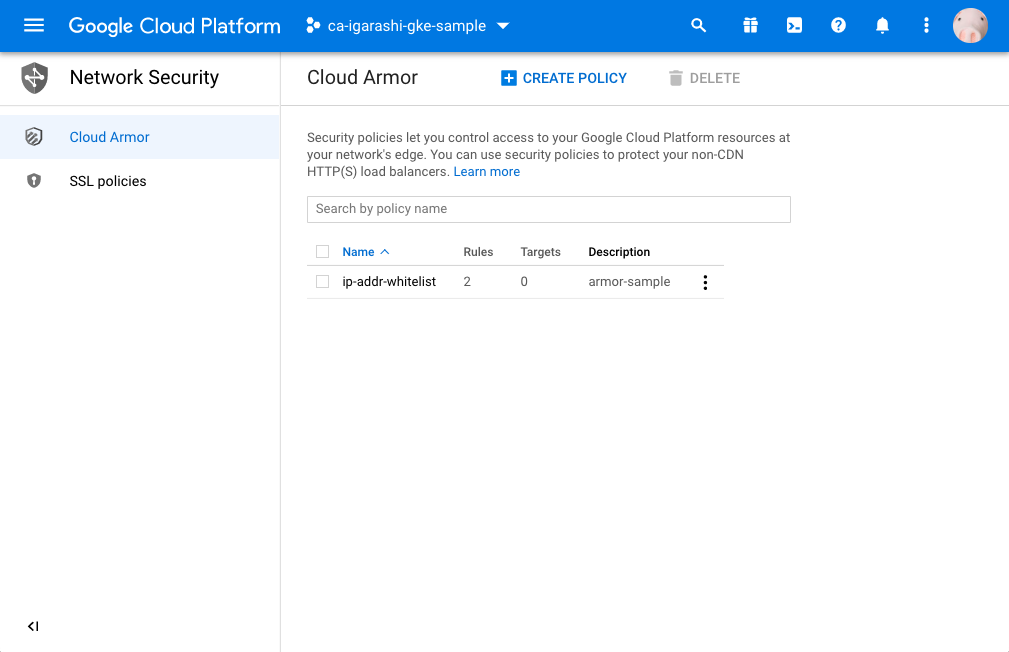 Google Cloud Platform
ca-igarashi-gke-sample
Network Security
Cloud Armor
SSL policies
Cloud Armor
CREATE POLICY
DELETE
Security policies let you control access to your Google Cloud Platform resources at
your network's edge. You can use security policies to protect your non-CDN
HTTP(S) load balancers. Learn more
Search by policy name
Name Rules Targets Description
ip-addr-whitelist 2 0 armor-sample